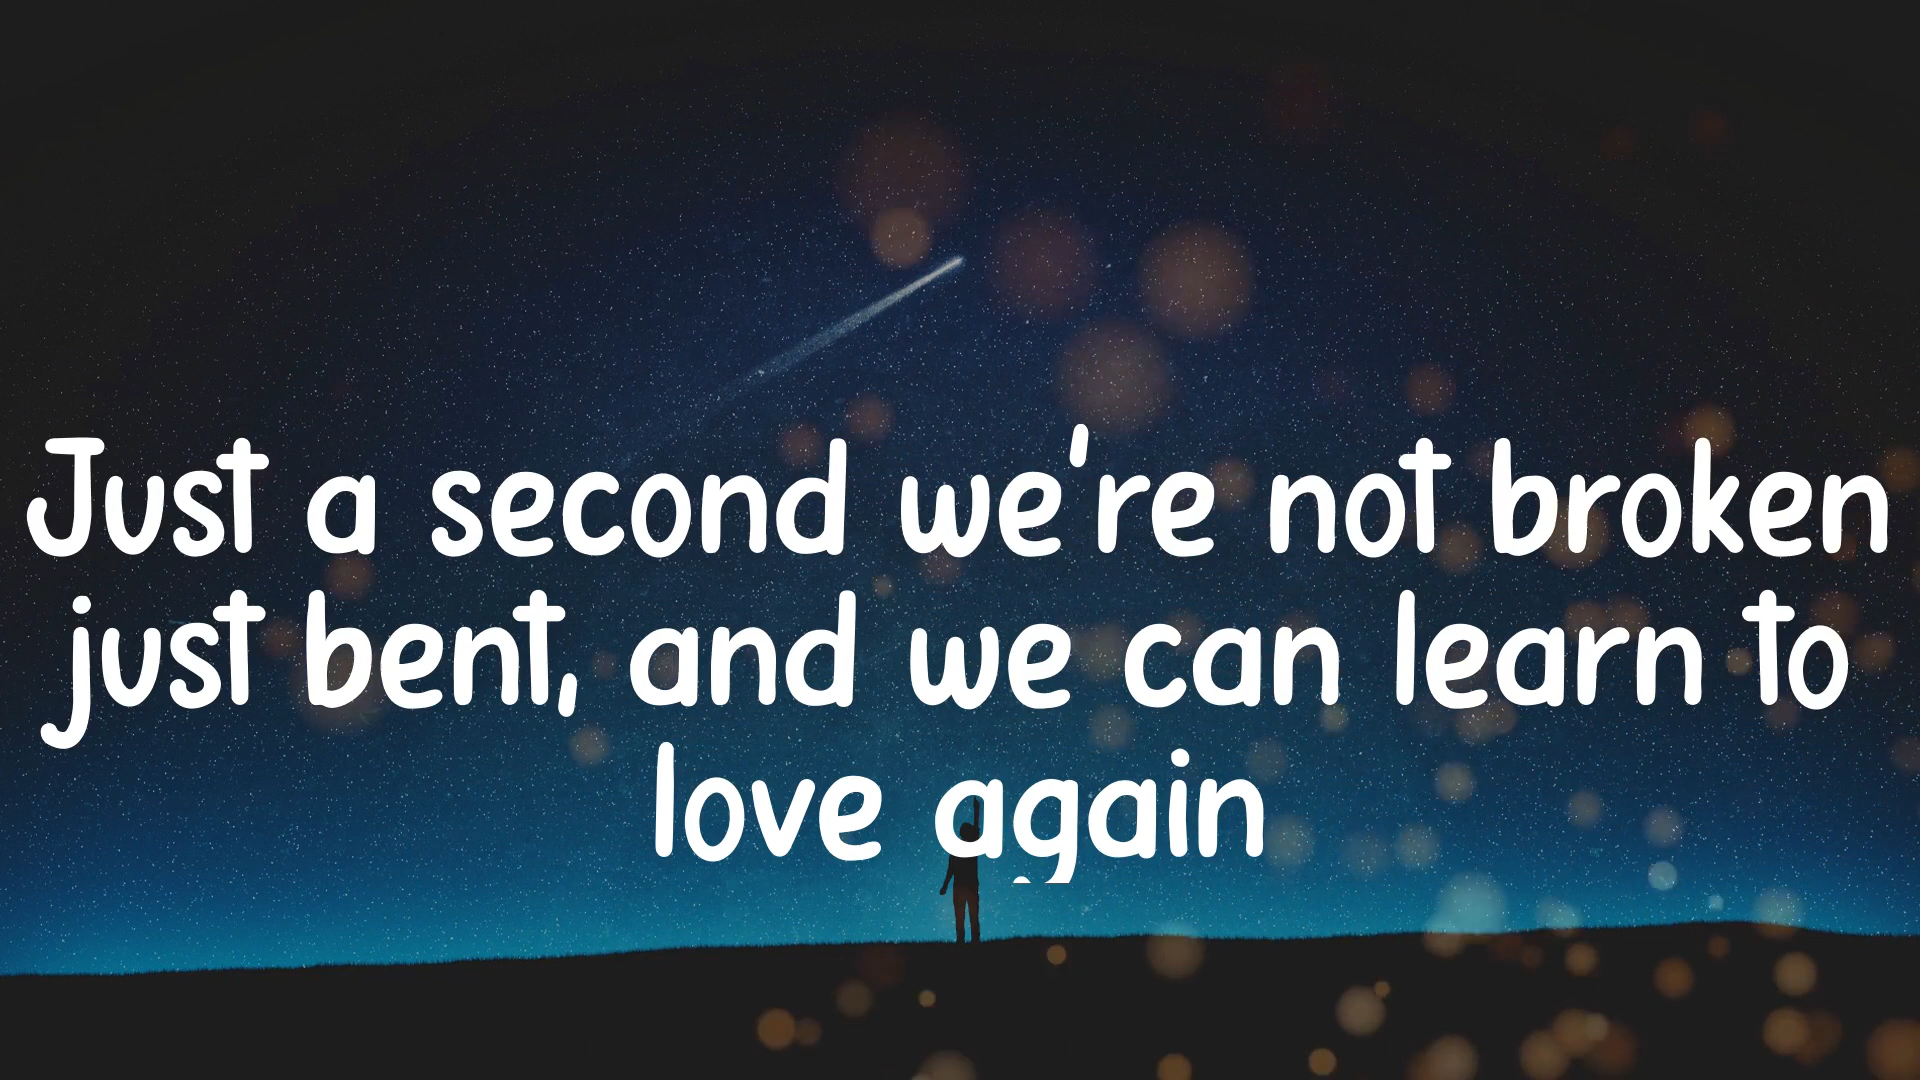 Just a second we're not broken
just bent, and we can learn to
love again